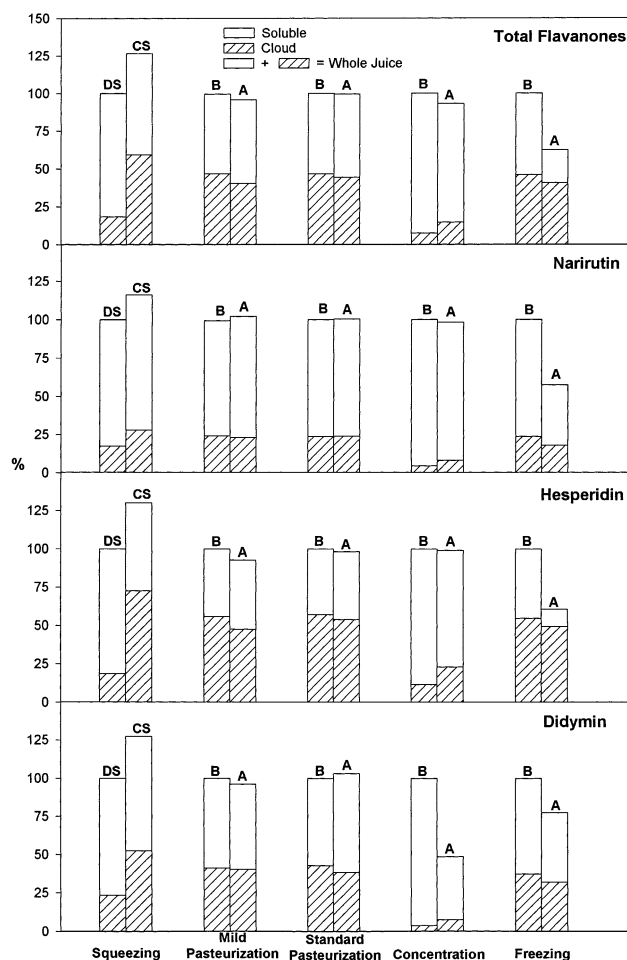 150
Soluble
Total Flavanones
125
CS
Cloud
+ = Whole Juice
DS B A B A B A B
100
A
75
50
25
0
Narirutin
125
CS
DS B A B A B A B
100
75
A
50
25
0
%
Hesperidin
125
CS
DS B A B A B A B
100
75
A
50
25
0
Didymin
125
CS
DS B A B A B B
100
A
75
A
50
25
0
Squeezing
Mild
Pasteurization
Standard
Pasteurization
Concentration
Freezing